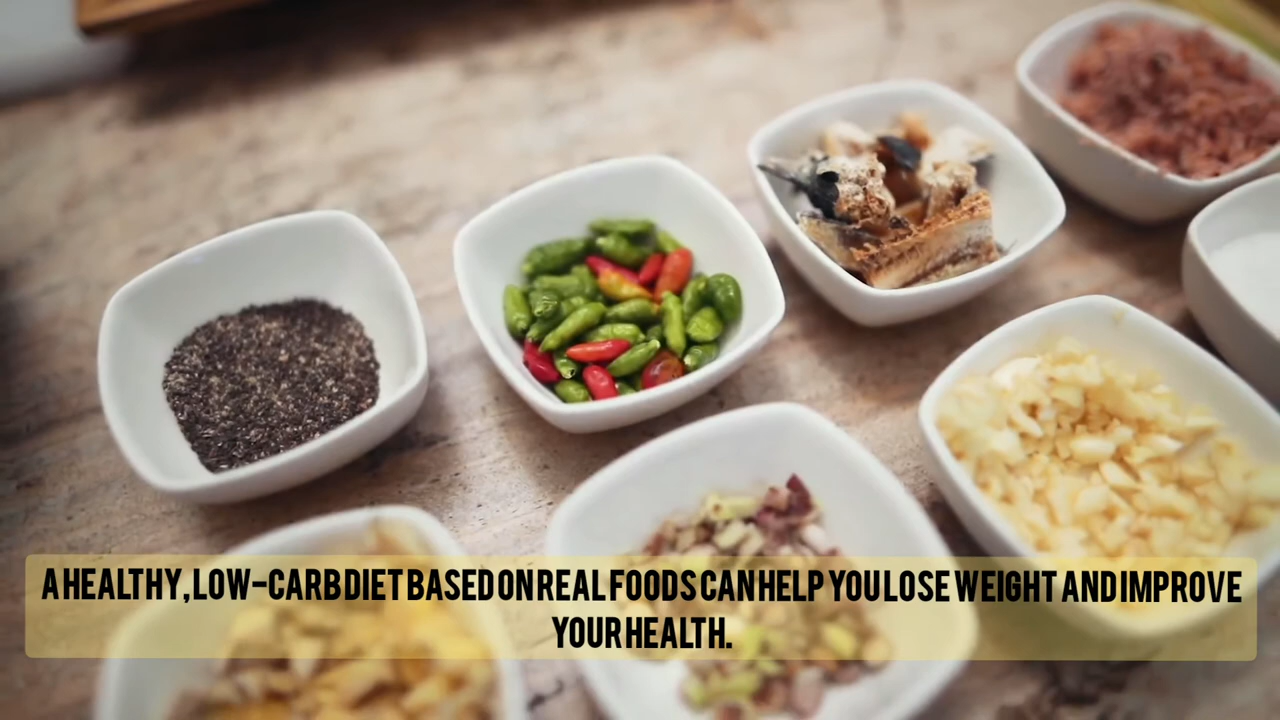 A HEALTHY, LOW-CARB DIET BASED ON REAL FOODS CAN HELP YOU LOSE WEIGHT AND IMPROVE
YOUR HEALTH.